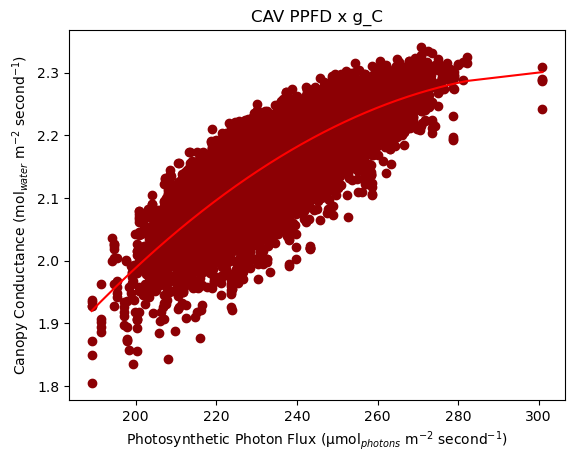 CAV PPFD x g_C
Canopy Conductance (mol_water m⁻² second⁻¹)
2.3
2.2
2.1
2.0
1.9
1.8
200 220 240 260 280 300
Photosynthetic Photon Flux (μmol_photons m⁻² second⁻¹)